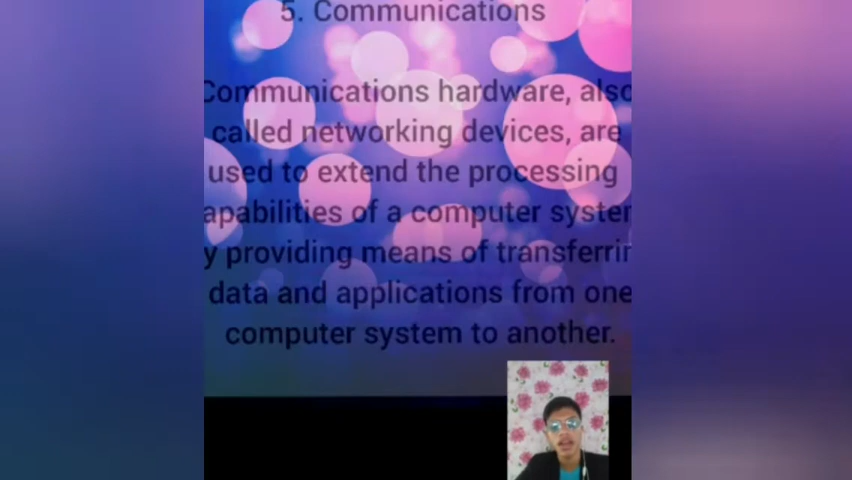 5. Communications
Communications hardware, also
called networking devices, are
used to extend the processing
apabilities of a computer system
y providing means of transferrin
data and applications from one
computer system to another.